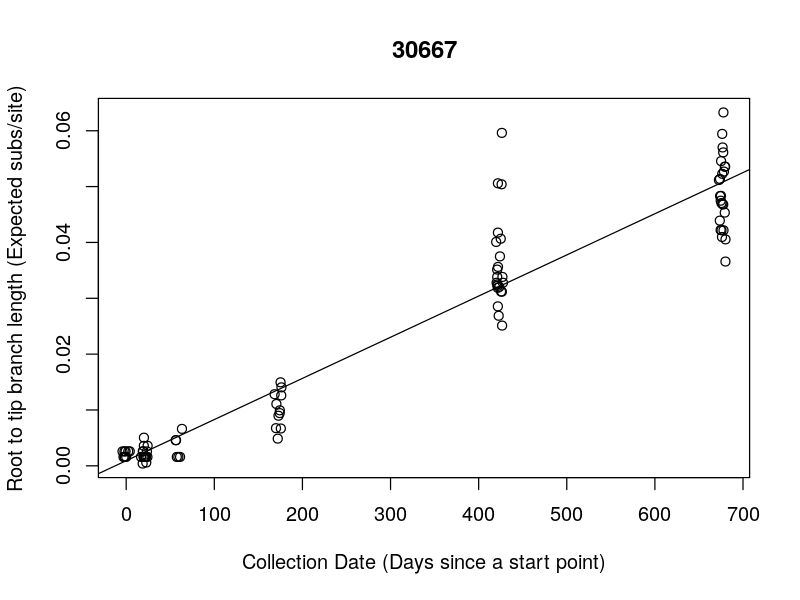 30667
Root to tip branch length (Expected subs/site)
0.06
0.04
0.02
0.00
0 100 200 300 400 500 600 700
Collection Date (Days since a start point)